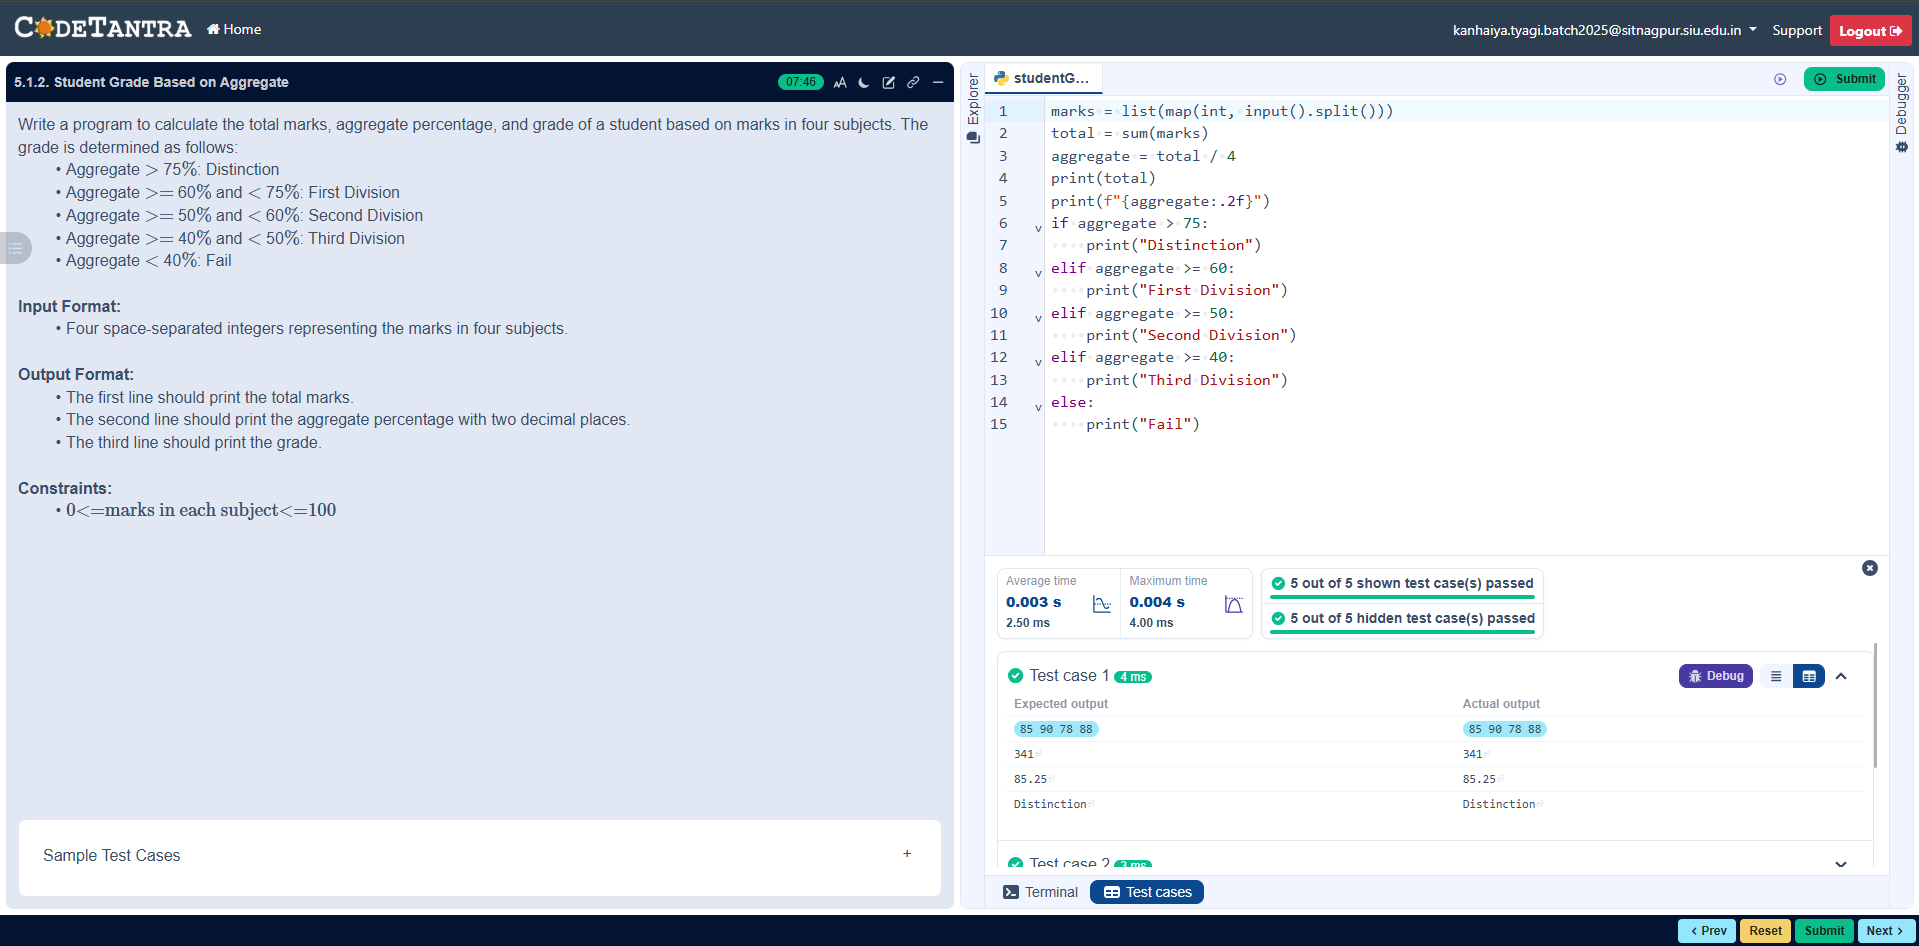 CODETANTRA Home
kanhaiya.tyagi.batch2025@sitnagpur.siu.edu.in Support Logout
5.1.2. Student Grade Based on Aggregate 07:46 AA
Write a program to calculate the total marks, aggregate percentage, and grade of a student based on marks in four subjects. The
grade is determined as follows:
• Aggregate > 75%: Distinction
• Aggregate >= 60% and < 75%: First Division
• Aggregate >= 50% and < 60%: Second Division
• Aggregate >= 40% and < 50%: Third Division
• Aggregate < 40%: Fail
Input Format:
• Four space-separated integers representing the marks in four subjects.
Output Format:
• The first line should print the total marks.
• The second line should print the aggregate percentage with two decimal places.
• The third line should print the grade.
Constraints:
• 0<=marks in each subject<=100
Sample Test Cases +
Explorer
studentG...
Submit
Debugger
1 marks = list(map(int, input().split()))
2 total = sum(marks)
3 aggregate = total / 4
4 print(total)
5 print(f"{aggregate:.2f}")
6 if aggregate > 75:
7 print("Distinction")
8 elif aggregate >= 60:
9 print("First Division")
10 elif aggregate >= 50:
11 print("Second Division")
12 elif aggregate >= 40:
13 print("Third Division")
14 else:
15 print("Fail")
Average time
0.003 s
2.50 ms
Maximum time
0.004 s
4.00 ms
5 out of 5 shown test case(s) passed
5 out of 5 hidden test case(s) passed
Test case 1 4 ms
Debug
Expected output Actual output
85 90 78 88 85 90 78 88
341 341
85.25 85.25
Distinction Distinction
Test case 2 3 ms
Terminal Test cases
< Prev Reset Submit Next >